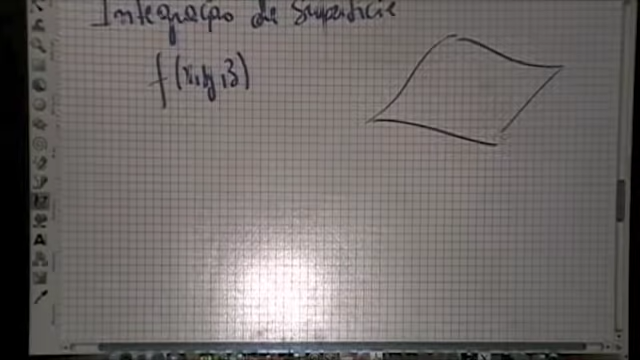 Integração de Superfície
f(x,y,z)
A